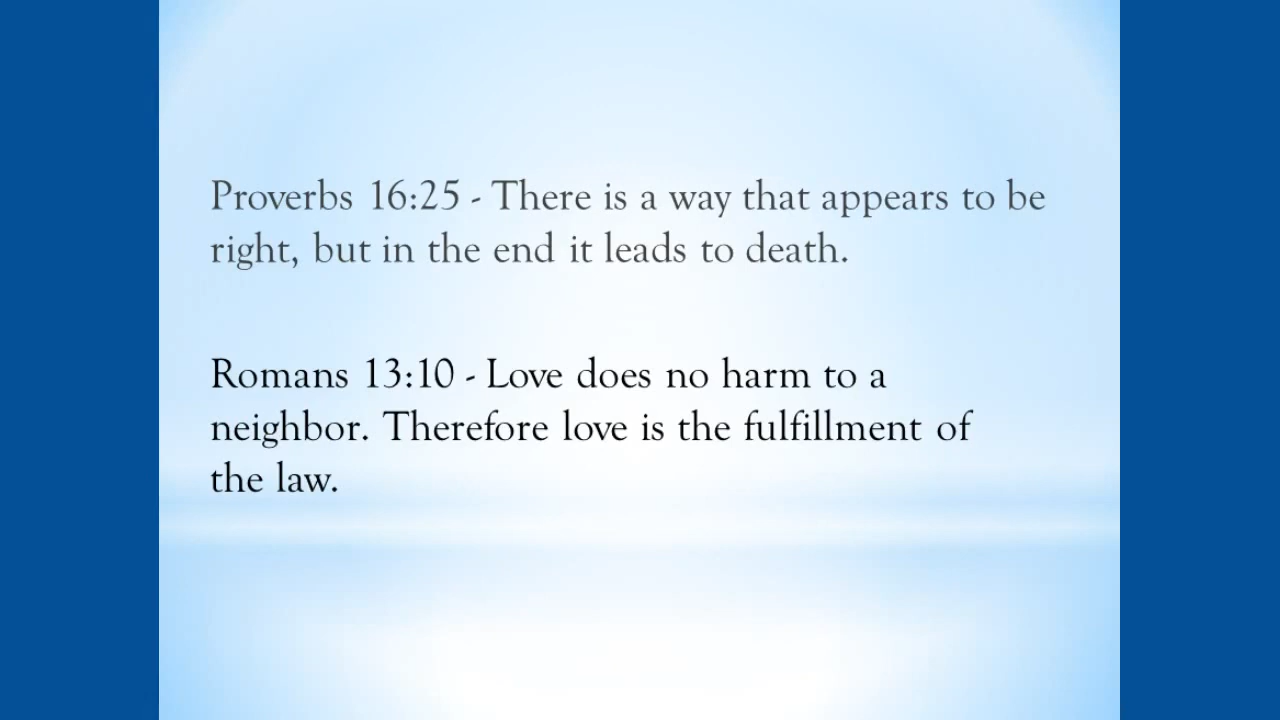 Proverbs 16:25 - There is a way that appears to be
right, but in the end it leads to death.
Romans 13:10 - Love does no harm to a
neighbor. Therefore love is the fulfillment of
the law.